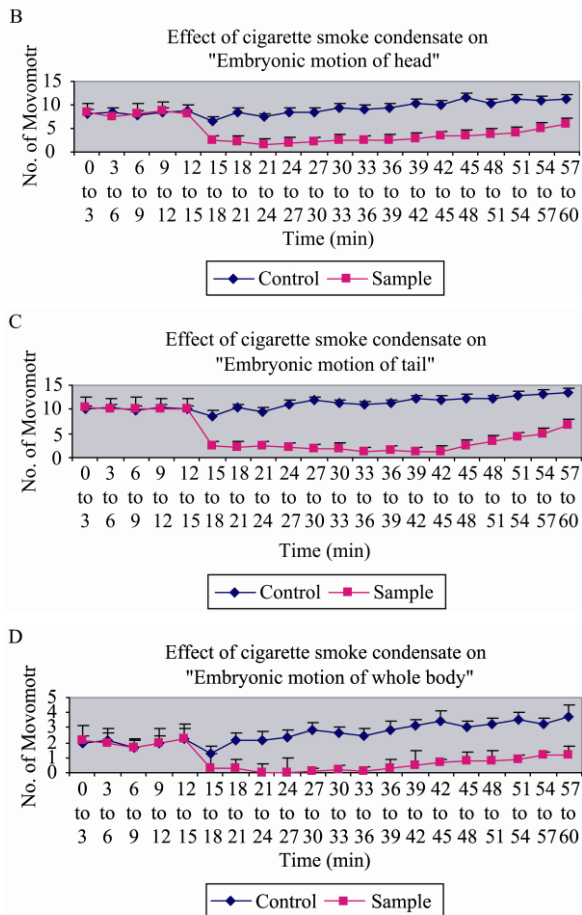 B
Effect of cigarette smoke condensate on
"Embryonic motion of head"
No. of Movomotr
15
10
5
0
0 3 6 9 12 15 18 21 24 27 30 33 36 39 42 45 48 51 54 57
to to to to to to to to to to to to to to to to to to to to
3 6 9 12 15 18 21 24 27 30 33 36 39 42 45 48 51 54 57 60
Time (min)
Control Sample
C
Effect of cigarette smoke condensate on
"Embryonic motion of tail"
No. of Movomotr
15
10
5
0
0 3 6 9 12 15 18 21 24 27 30 33 36 39 42 45 48 51 54 57
to to to to to to to to to to to to to to to to to to to to
3 6 9 12 15 18 21 24 27 30 33 36 39 42 45 48 51 54 57 60
Time (min)
Control Sample
D
Effect of cigarette smoke condensate on
"Embryonic motion of whole body"
No. of Movomotr
5
4
3
2
1
0
0 3 6 9 12 15 18 21 24 27 30 33 36 39 42 45 48 51 54 57
to to to to to to to to to to to to to to to to to to to to
3 6 9 12 15 18 21 24 27 30 33 36 39 42 45 48 51 54 57 60
Time (min)
Control Sample